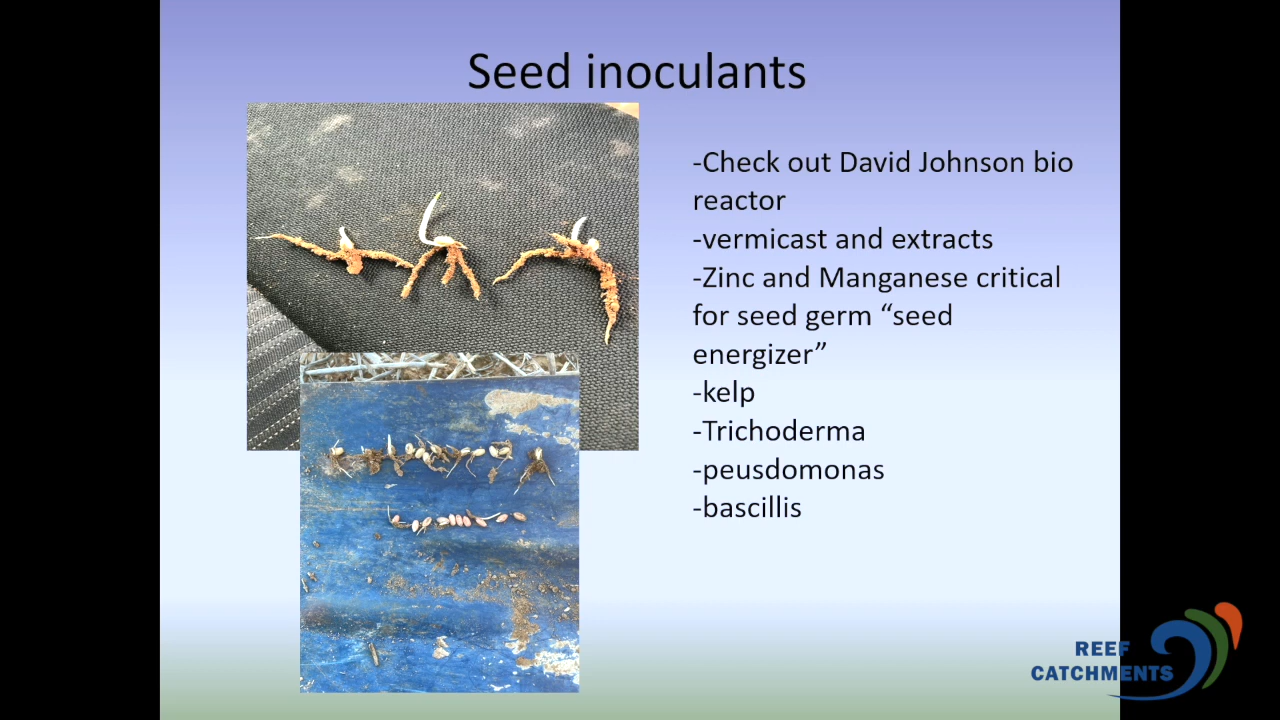 Seed inoculants
-Check out David Johnson bio
reactor
-vermicast and extracts
-Zinc and Manganese critical
for seed germ “seed
energizer”
-kelp
-Trichoderma
-peusdomonas
-bascillis
REEF
CATCHMENTS